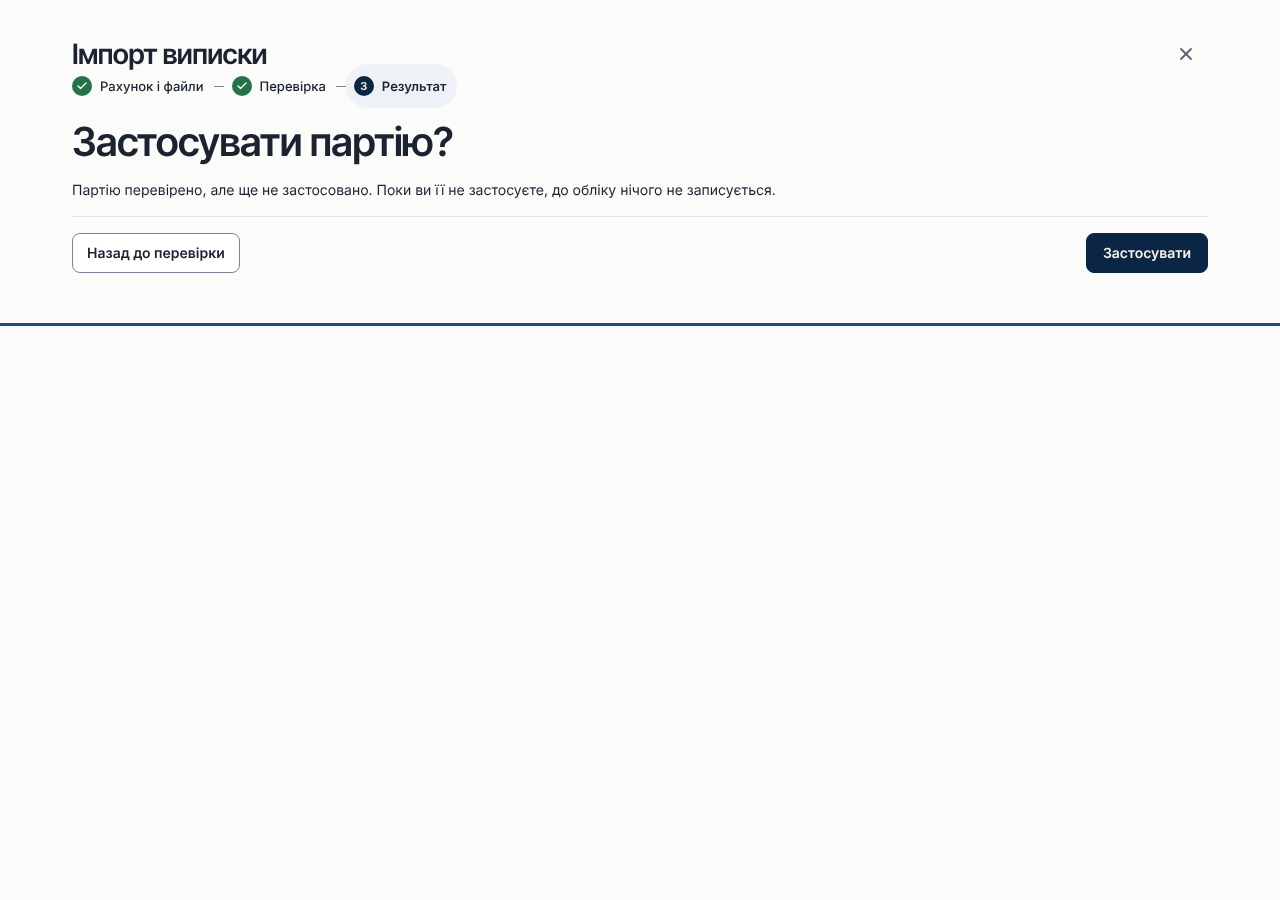 Імпорт виписки
Рахунок і файли — Перевірка — 3 Результат
Застосувати партію?
Партію перевірено, але ще не застосовано. Поки ви її не застосуєте, до обліку нічого не записується.
Назад до перевірки
Застосувати